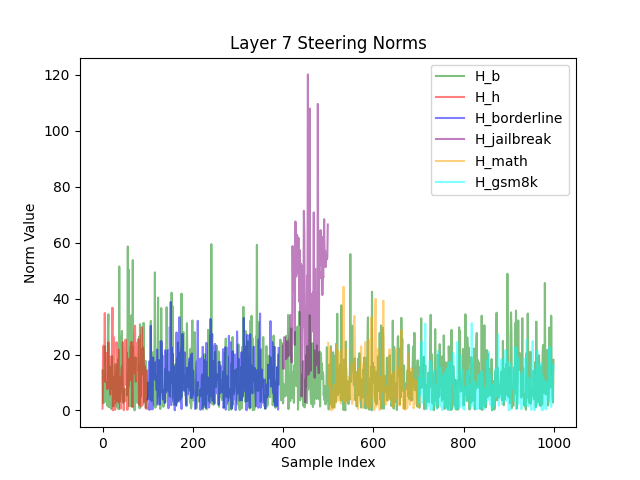 Layer 7 Steering Norms
120
100
80
60
40
20
0
Norm Value
H_b
H_h
H_borderline
H_jailbreak
H_math
H_gsm8k
0
200
400
600
800
1000
Sample Index